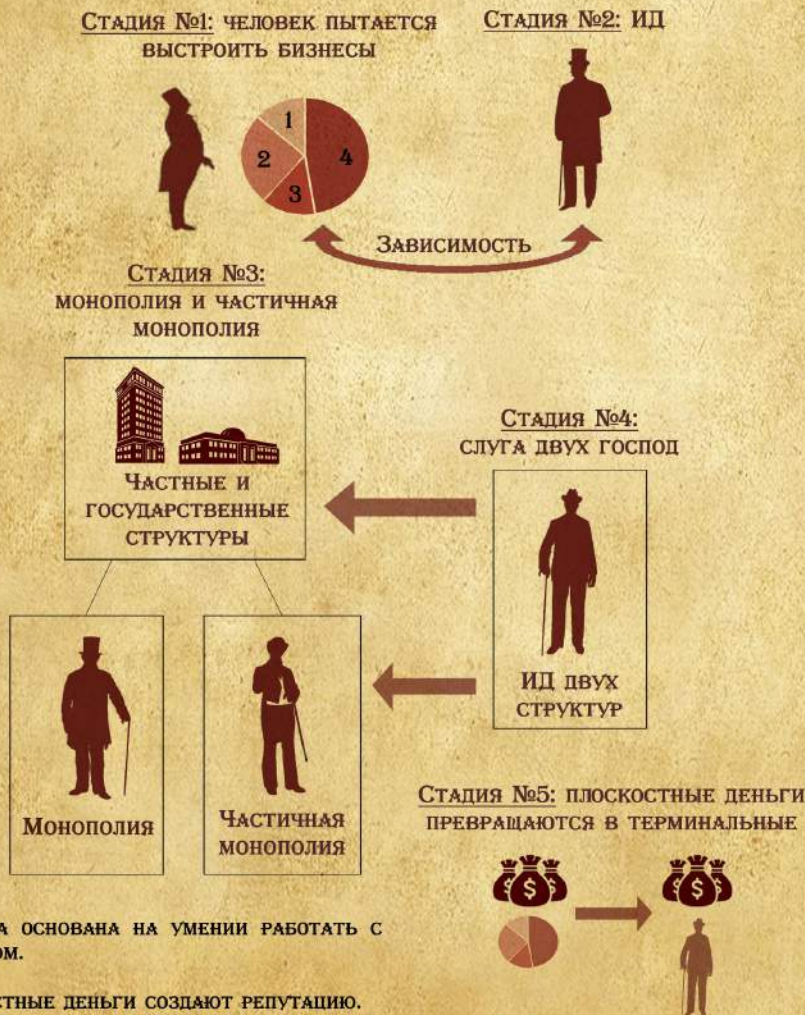 Стадия №1: человек пытается
выстроить бизнесы
Стадия №2: ИД
1
2
3
4
Зависимость
Стадия №3:
монополия и частичная
монополия
Частные и
государственные
структуры
Стадия №4:
слуга двух господ
ИД двух
структур
Монополия
Частичная
монополия
Стадия №5: плоскостные деньги
превращаются в терминальные
$ $
$ $
основана на умении работать с
деньги создают репутацию.